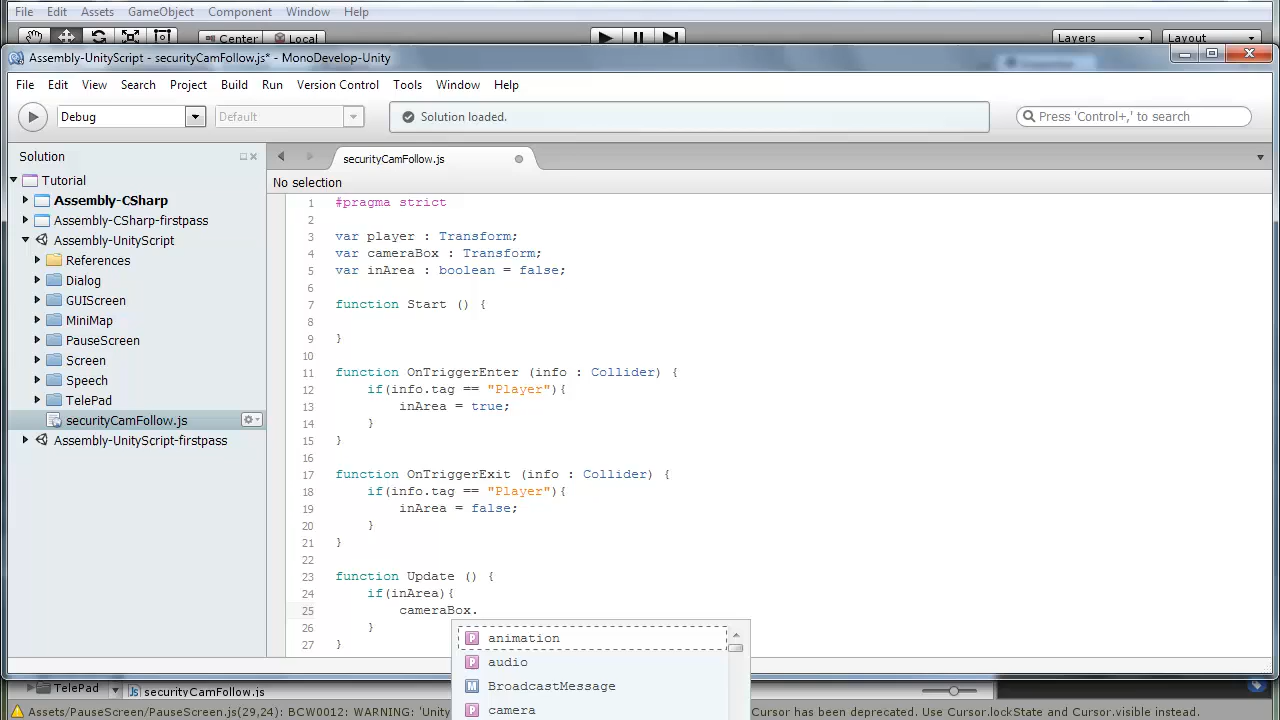 File Edit Assets GameObject Component Window Help
Center Local Layers Layout
Assembly-UnityScript - securityCamFollow.js* - MonoDevelop-Unity
File Edit View Search Project Build Run Version Control Tools Window Help
Debug Default Solution loaded. Press 'Control+,' to search
Solution securityCamFollow.js
Tutorial No selection
Assembly-CSharp
Assembly-CSharp-firstpass
Assembly-UnityScript
References
Dialog
GUIScreen
MiniMap
PauseScreen
Screen
Speech
TelePad
securityCamFollow.js
Assembly-UnityScript-firstpass
1 #pragma strict
2
3 var player : Transform;
4 var cameraBox : Transform;
5 var inArea : boolean = false;
6
7 function Start () {
8
9 }
10
11 function OnTriggerEnter (info : Collider) {
12 if(info.tag == "Player"){
13 inArea = true;
14 }
15 }
16
17 function OnTriggerExit (info : Collider) {
18 if(info.tag == "Player"){
19 inArea = false;
20 }
21 }
22
23 function Update () {
24 if(inArea){
25 cameraBox.
26 }
27 }
animation
audio
BroadcastMessage
camera
TelePad securityCamFollow.js
Assets/PauseScreen/PauseScreen.js(29,24): BCW0012: WARNING: 'Unity Cursor has been deprecated. Use Cursor.lockState and Cursor.visible instead.